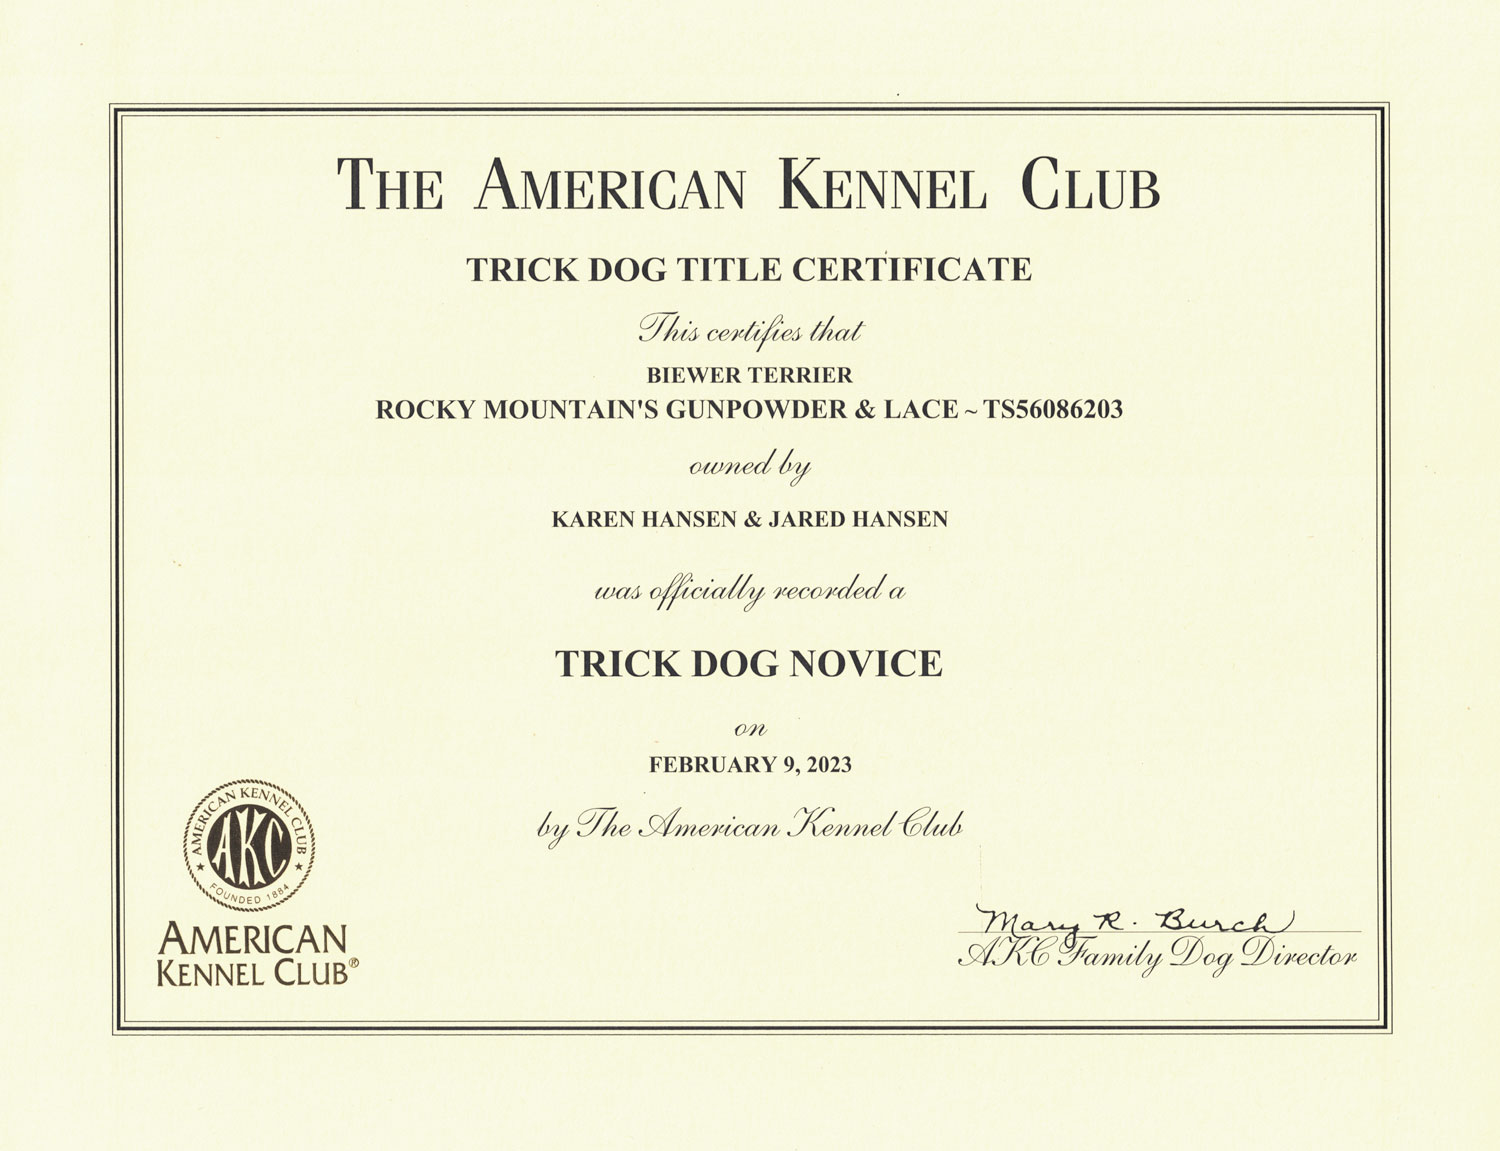 THE AMERICAN KENNEL CLUB
TRICK DOG TITLE CERTIFICATE
This certifies that
BIEWER TERRIER
ROCKY MOUNTAIN'S GUNPOWDER & LACE ~ TS56086203
owned by
KAREN HANSEN & JARED HANSEN
was officially recorded a
TRICK DOG NOVICE
on
FEBRUARY 9, 2023
by The American Kennel Club
AMERICAN KENNEL CLUB
AKC
FOUNDED 1884
AMERICAN
KENNEL CLUB®
Mary R. Burch
AKC Family Dog Director